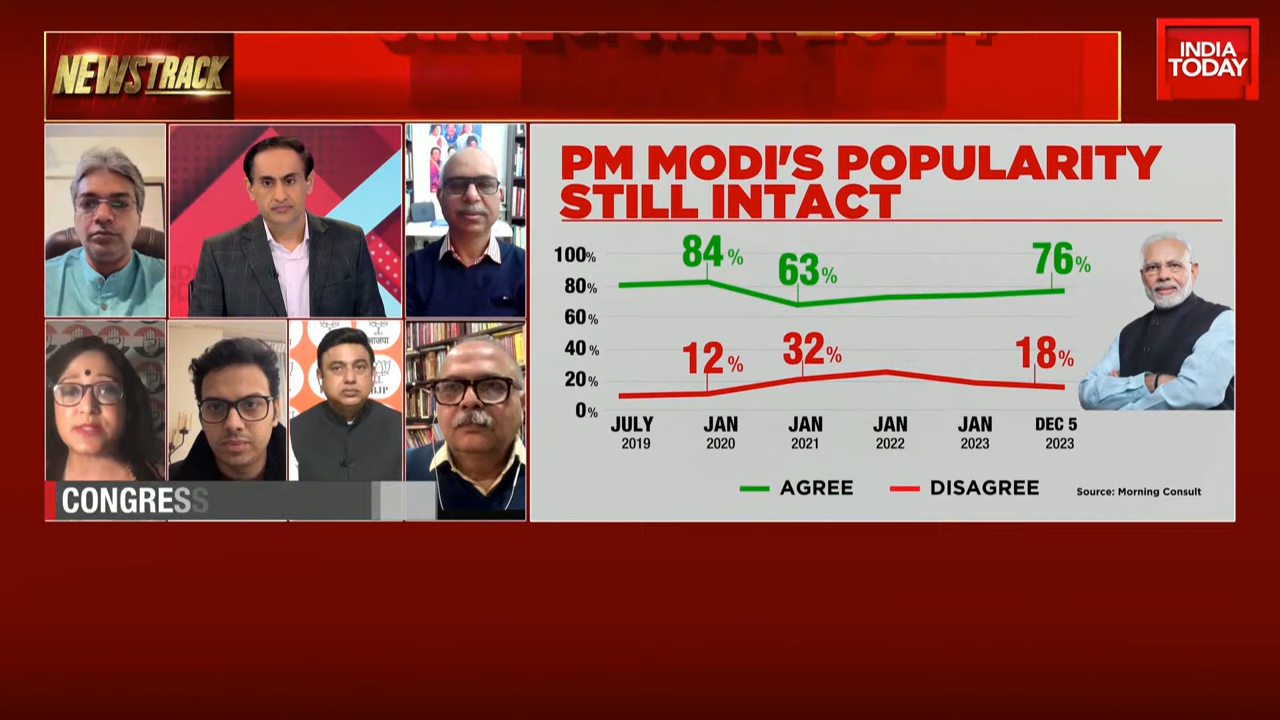 NEWSTRACK
INDIA
TODAY
PM MODI'S POPULARITY
STILL INTACT
100%
80%
60%
40%
20%
0%
84%
63%
76%
12%
32%
18%
JULY
2019
JAN
2020
JAN
2021
JAN
2022
JAN
2023
DEC 5
2023
AGREE
DISAGREE
Source: Morning Consult
भाजपा
BJP
CONGRESS